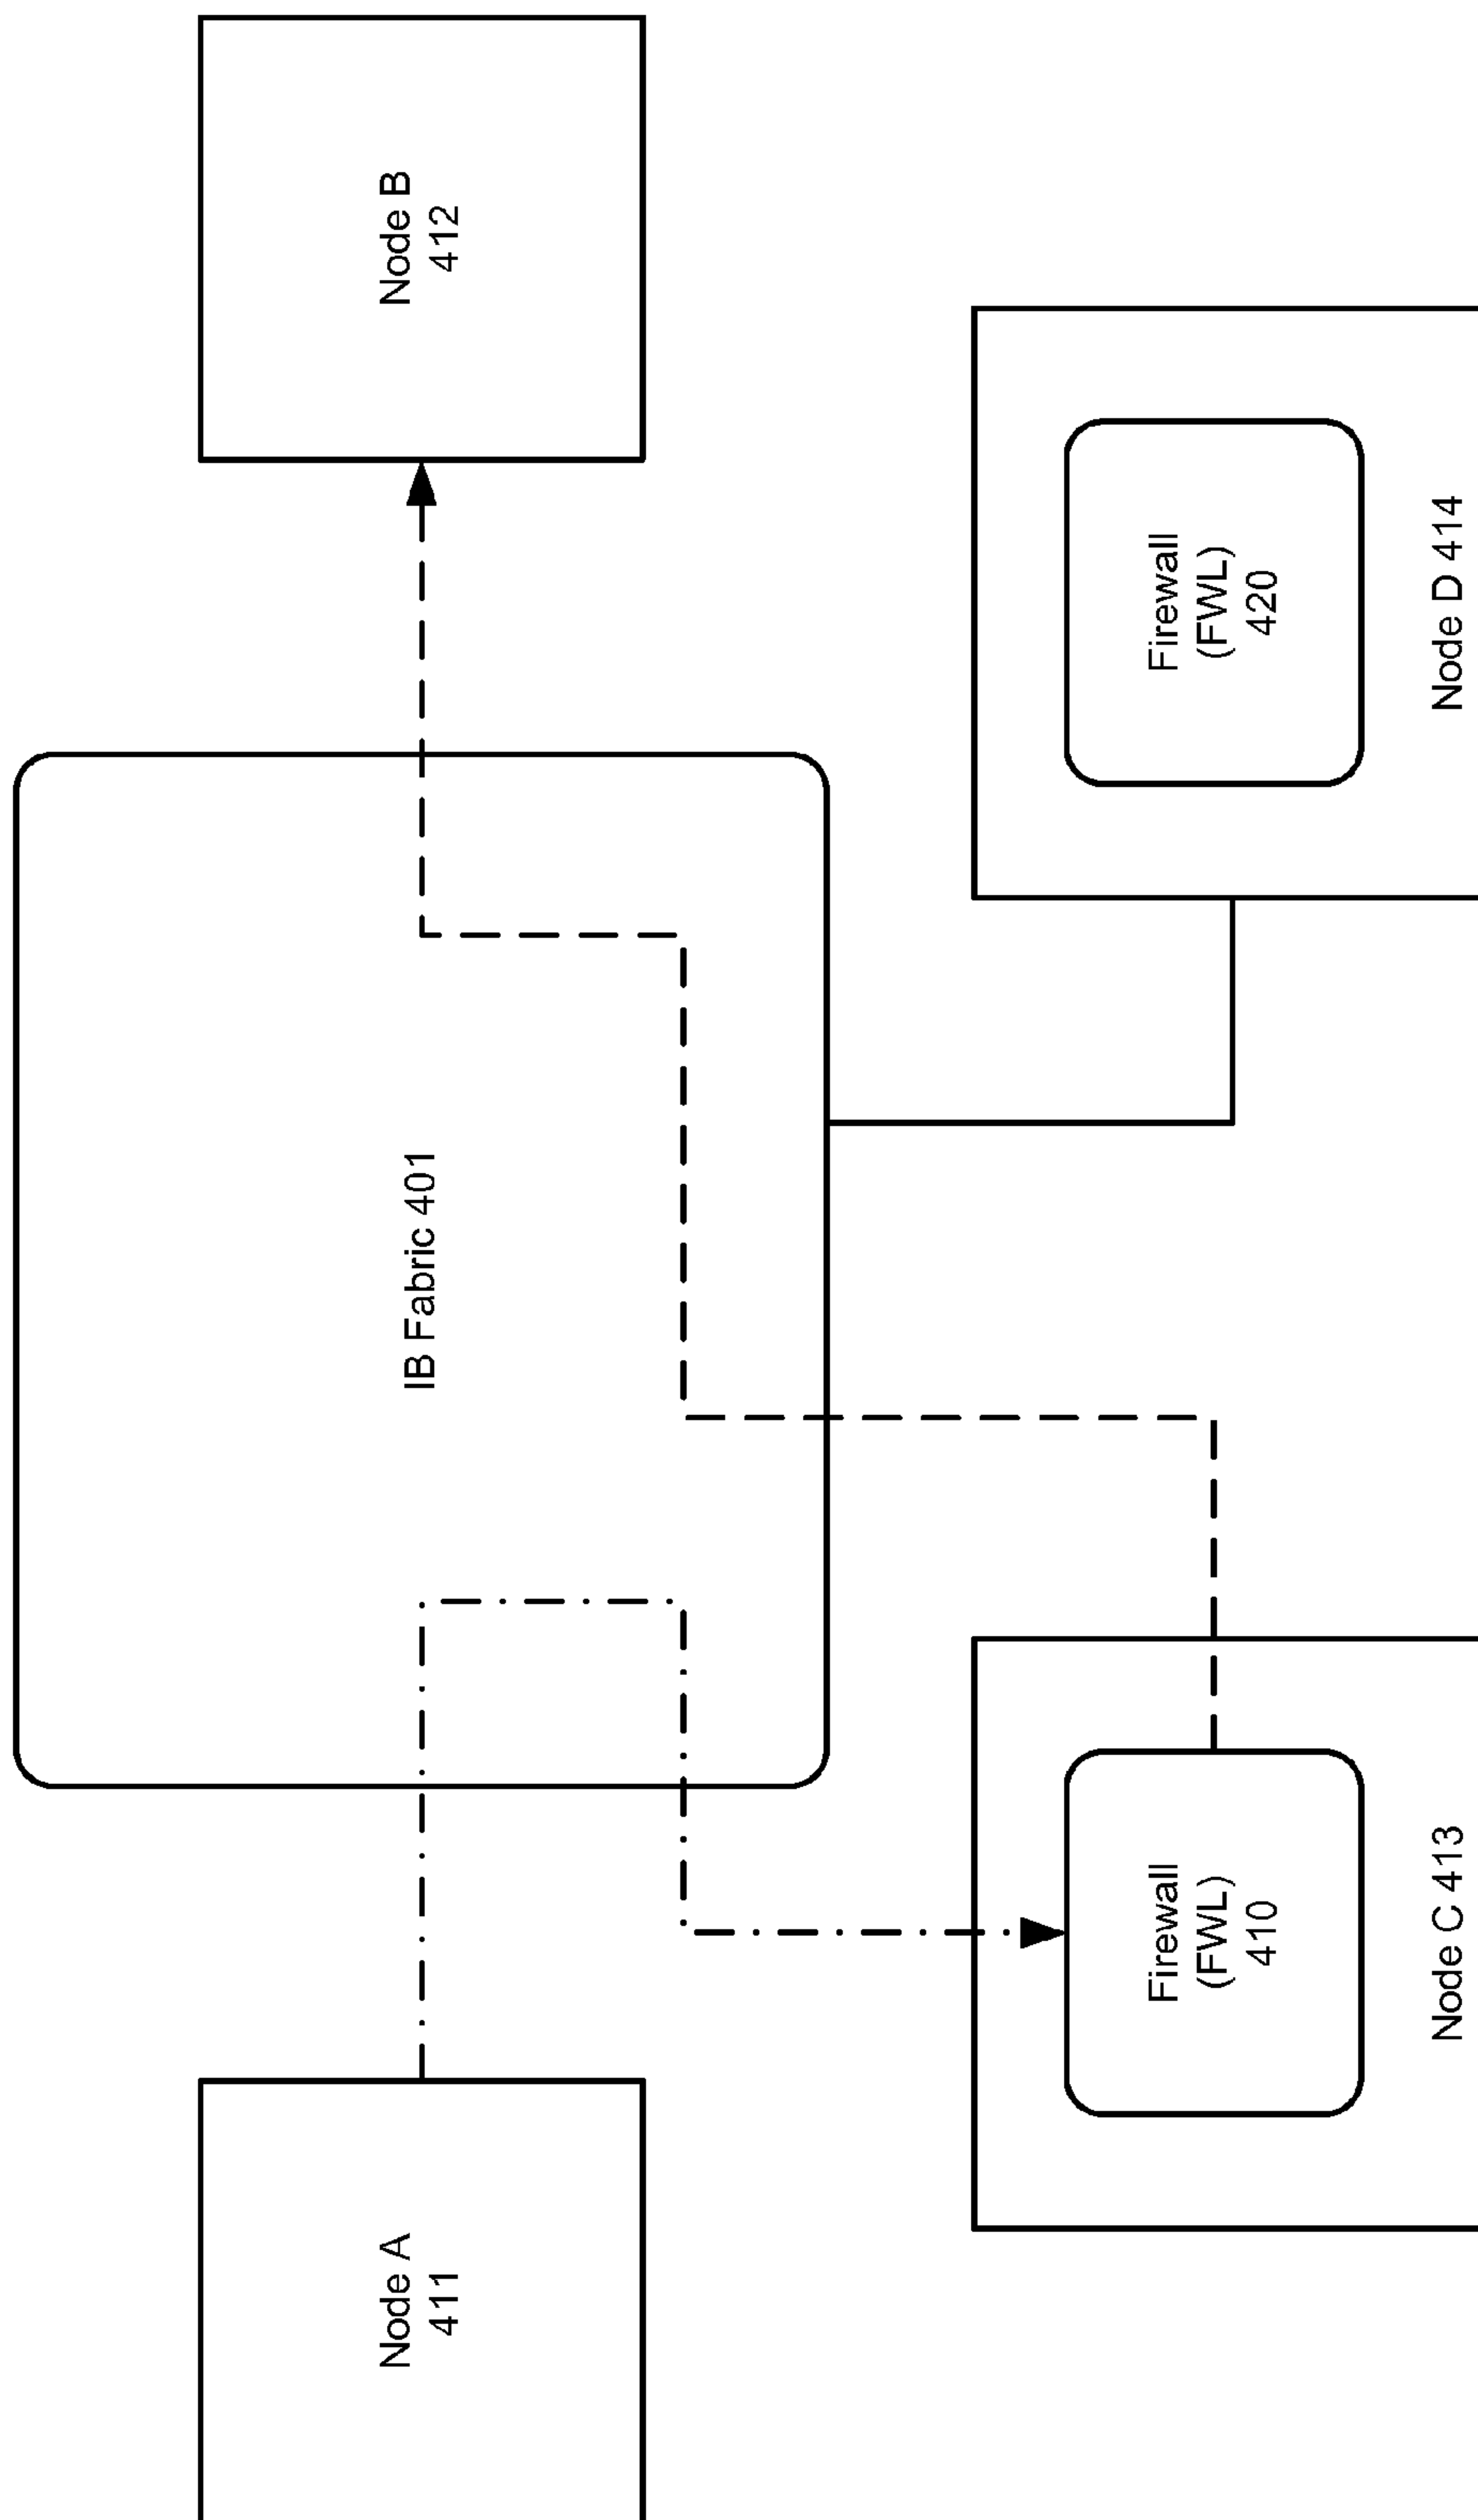 Node A
411
IB Fabric 401
Node B
412
Firewall
(FWL)
410
Node C 413
Firewall
(FWL)
420
Node D 414